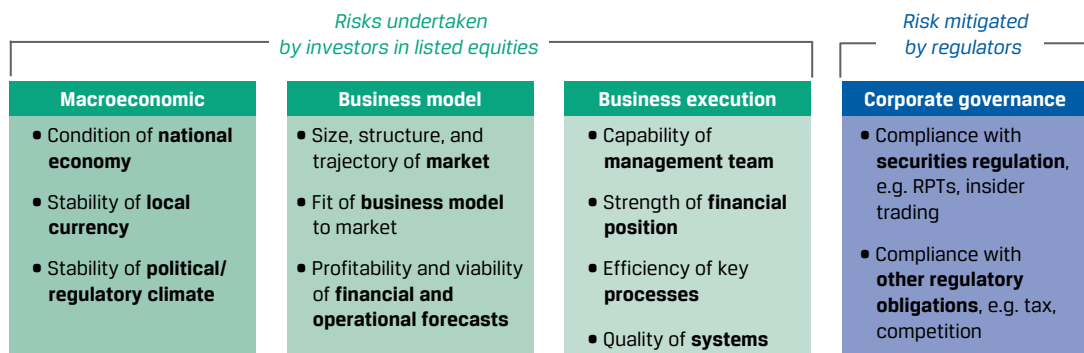 Risks undertaken
by investors in listed equities
Risk mitigated
by regulators
Macroeconomic
• Condition of national
economy
• Stability of local
currency
• Stability of political/
regulatory climate
Business model
• Size, structure, and
trajectory of market
• Fit of business model
to market
• Profitability and viability
of financial and
operational forecasts
Business execution
• Capability of
management team
• Strength of financial
position
• Efficiency of key
processes
• Quality of systems
Corporate governance
• Compliance with
securities regulation,
e.g. RPTs, insider
trading
• Compliance with
other regulatory
obligations, e.g. tax,
competition